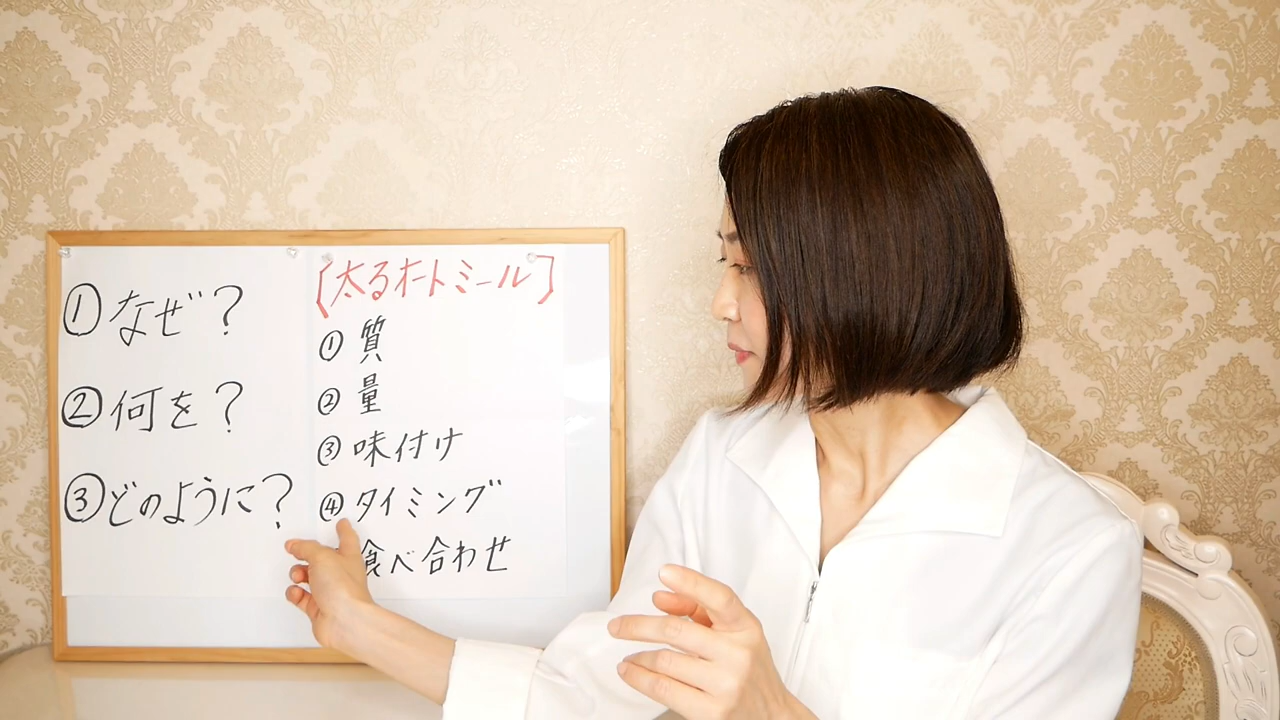 ①なぜ?
②何を?
③どのように?
[太るオートミール]
①質
②量
③味付け
④タイミング
食べ合わせ